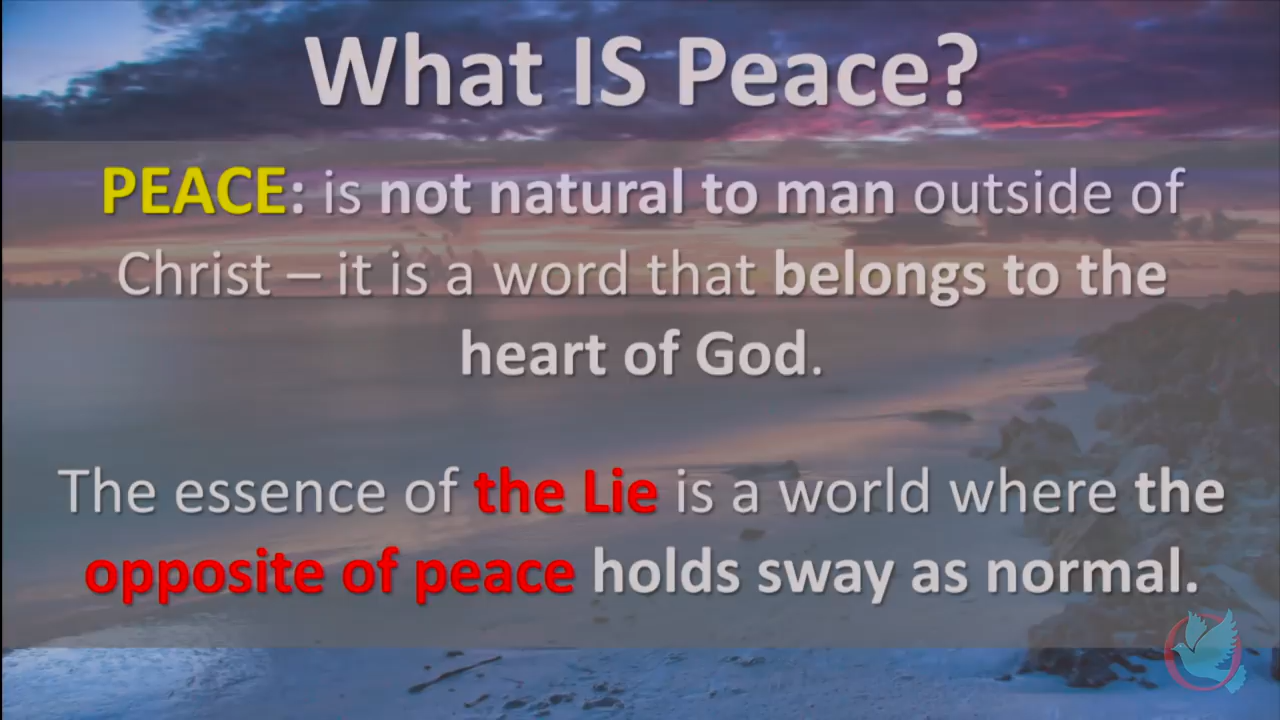 What IS Peace?
PEACE: is not natural to man outside of
Christ – it is a word that belongs to the
heart of God.
The essence of the Lie is a world where the
opposite of peace holds sway as normal.